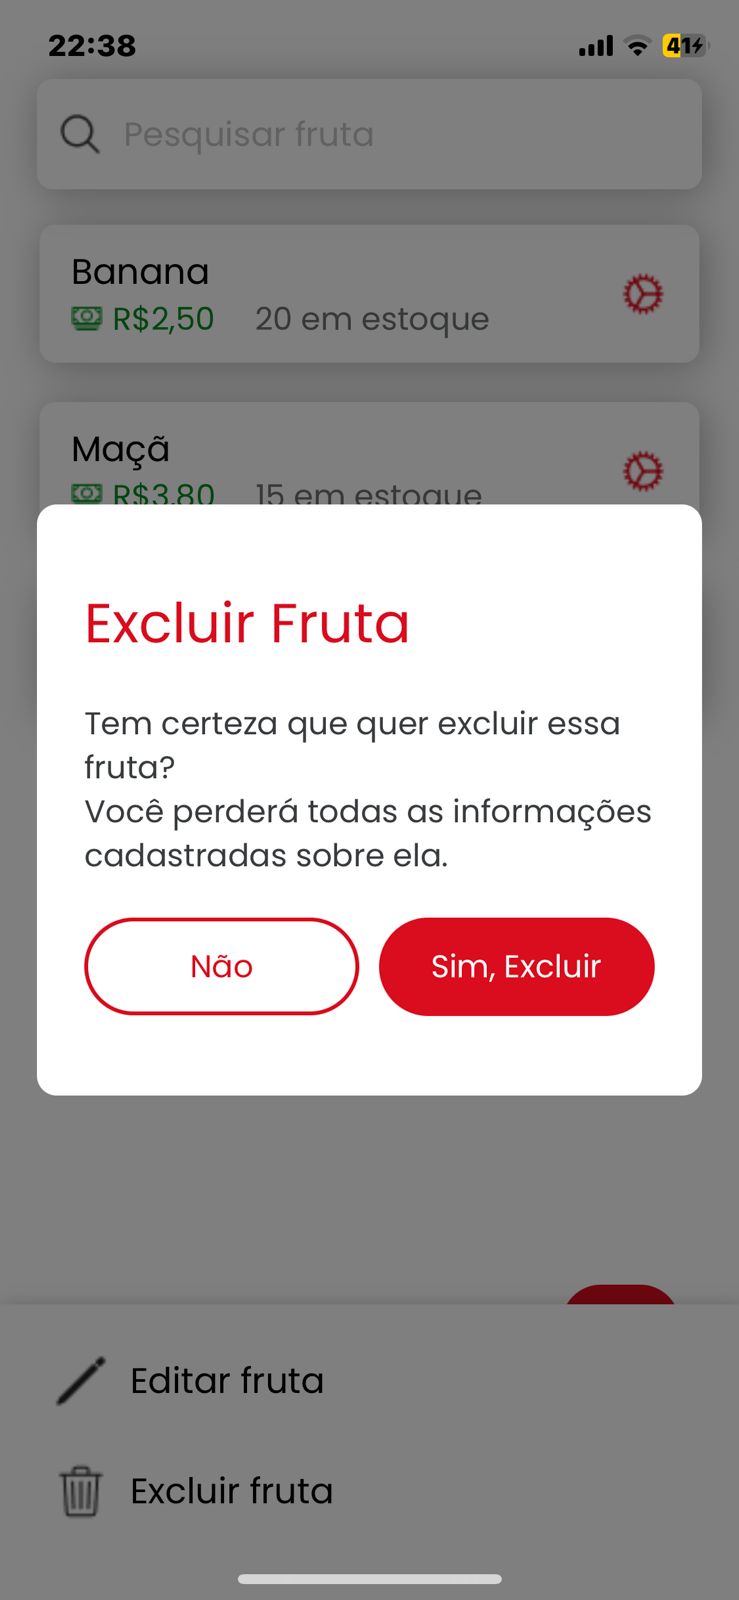 22:38
41
Pesquisar fruta
Banana
R$2,50 20 em estoque
Maçã
R$3,80 15 em estoque
Excluir Fruta
Tem certeza que quer excluir essa
fruta?
Você perderá todas as informações
cadastradas sobre ela.
Não Sim, Excluir
Editar fruta
Excluir fruta